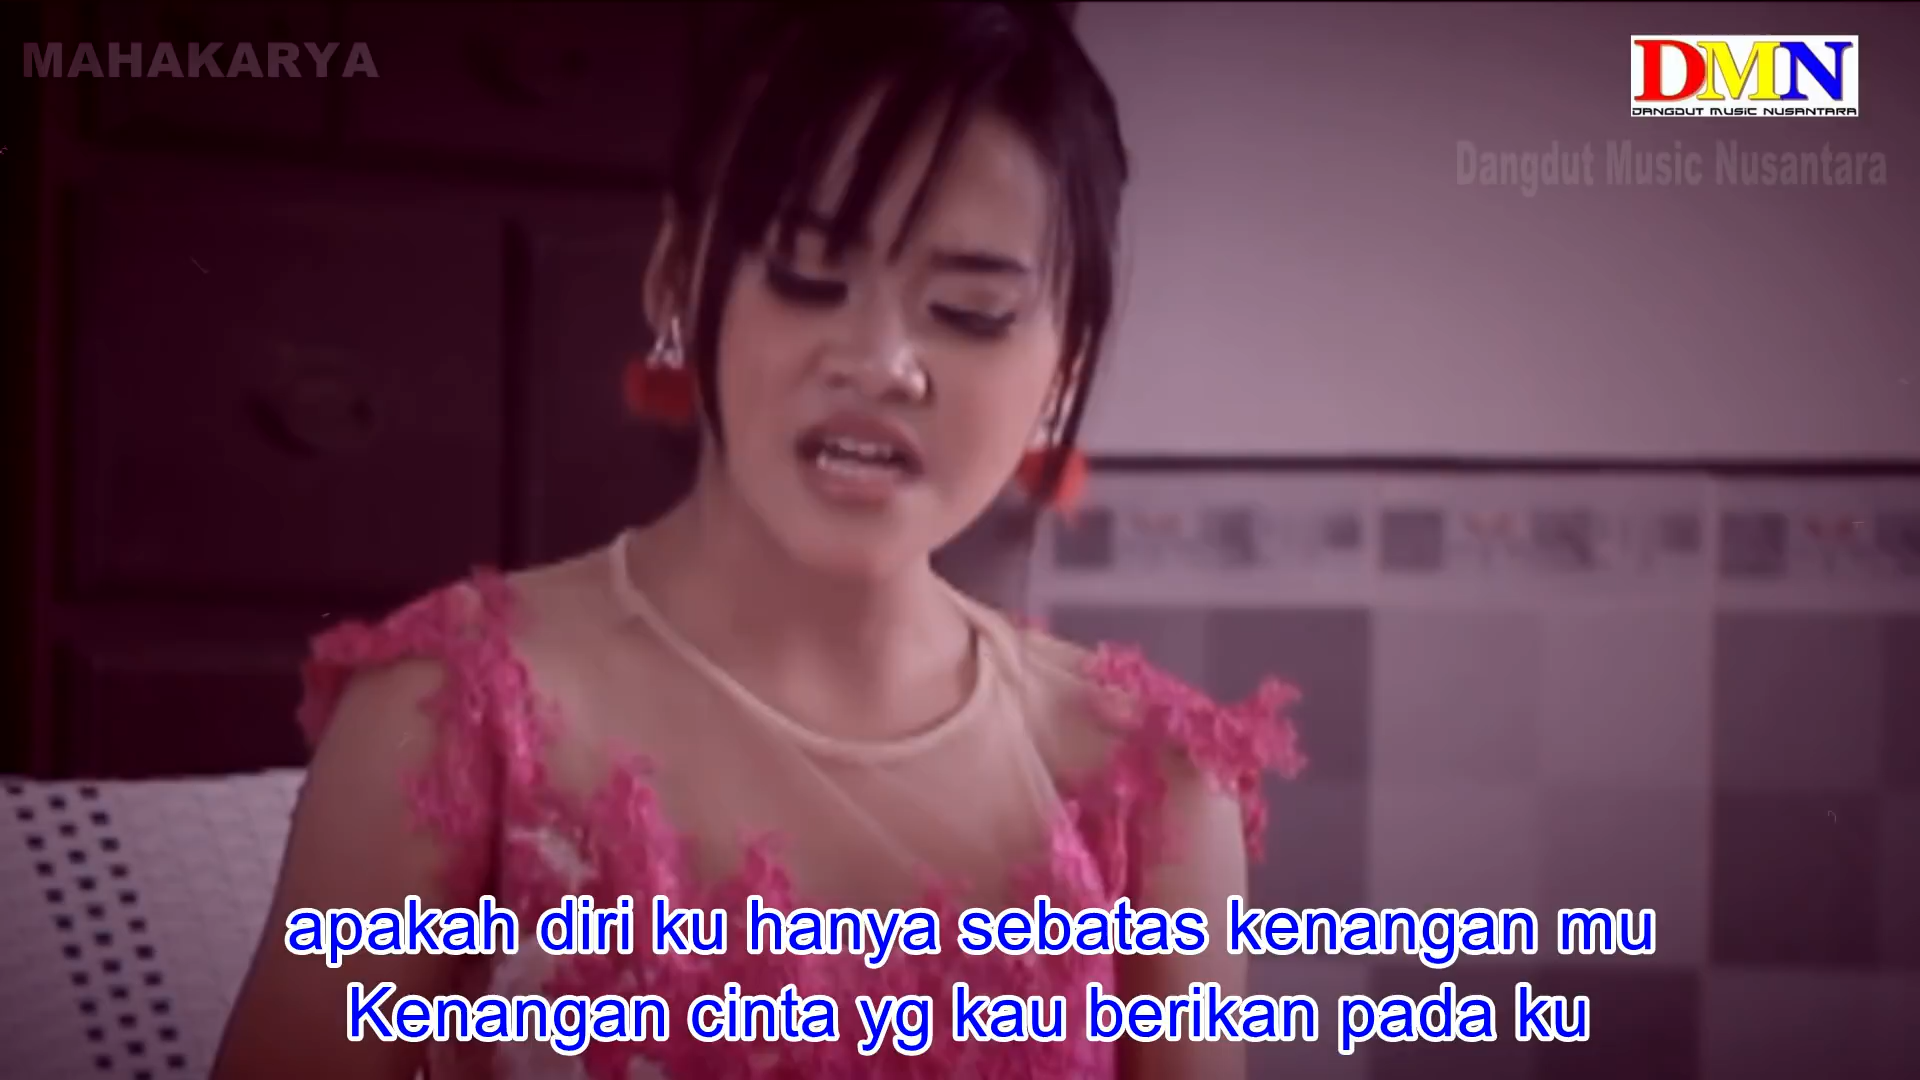 MAHAKARYA
DMN
DANGDUT MUSIC NUSANTARA
Dangdut Music Nusantara
apakah diri ku hanya sebatas kenangan mu
Kenangan cinta yg kau berikan pada ku